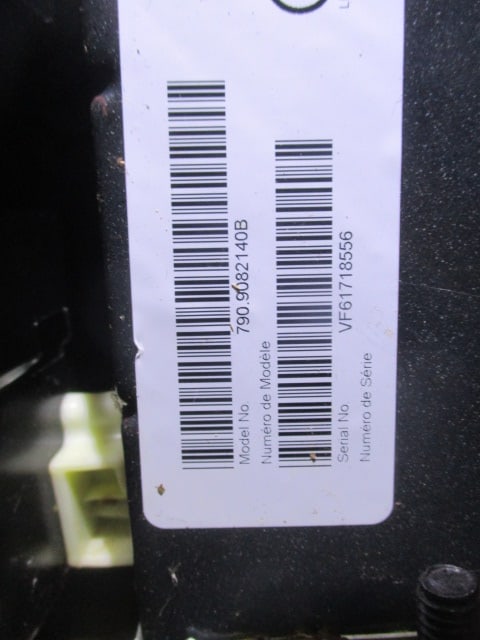 Model No 790.9082140B
Numéro de Modèle
Serial No VF61718556
Numéro de Série